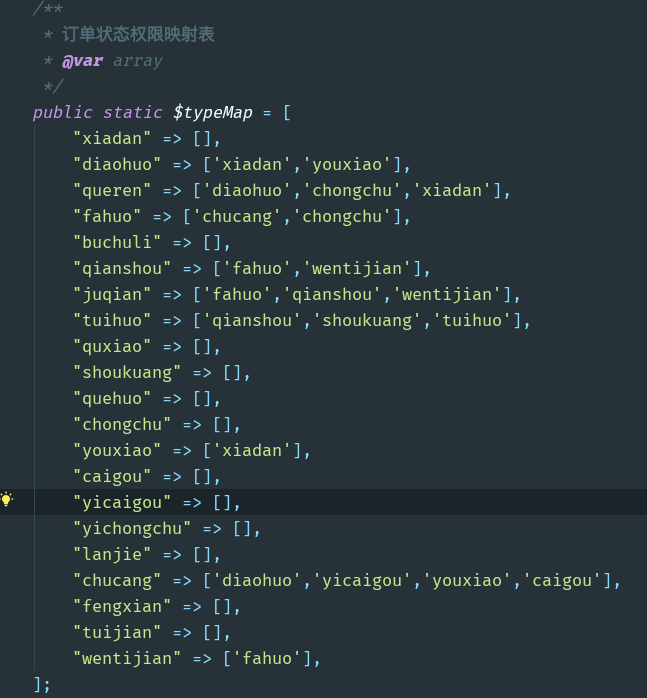 /**
 * 订单状态权限映射表
 * @var array
 */
public static $typeMap = [
    "xiadan" => [],
    "diaohuo" => ['xiadan','youxiao'],
    "queren" => ['diaohuo','chongchu','xiadan'],
    "fahuo" => ['chucang','chongchu'],
    "buchuli" => [],
    "qianshou" => ['fahuo','wentijian'],
    "juqian" => ['fahuo','qianshou','wentijian'],
    "tuihuo" => ['qianshou','shoukuang','tuihuo'],
    "quxiao" => [],
    "shoukuang" => [],
    "quehuo" => [],
    "chongchu" => [],
    "youxiao" => ['xiadan'],
    "caigou" => [],
    "yicaigou" => [],
    "yichongchu" => [],
    "lanjie" => [],
    "chucang" => ['diaohuo','yicaigou','youxiao','caigou'],
    "fengxian" => [],
    "tuijian" => [],
    "wentijian" => ['fahuo'],
];